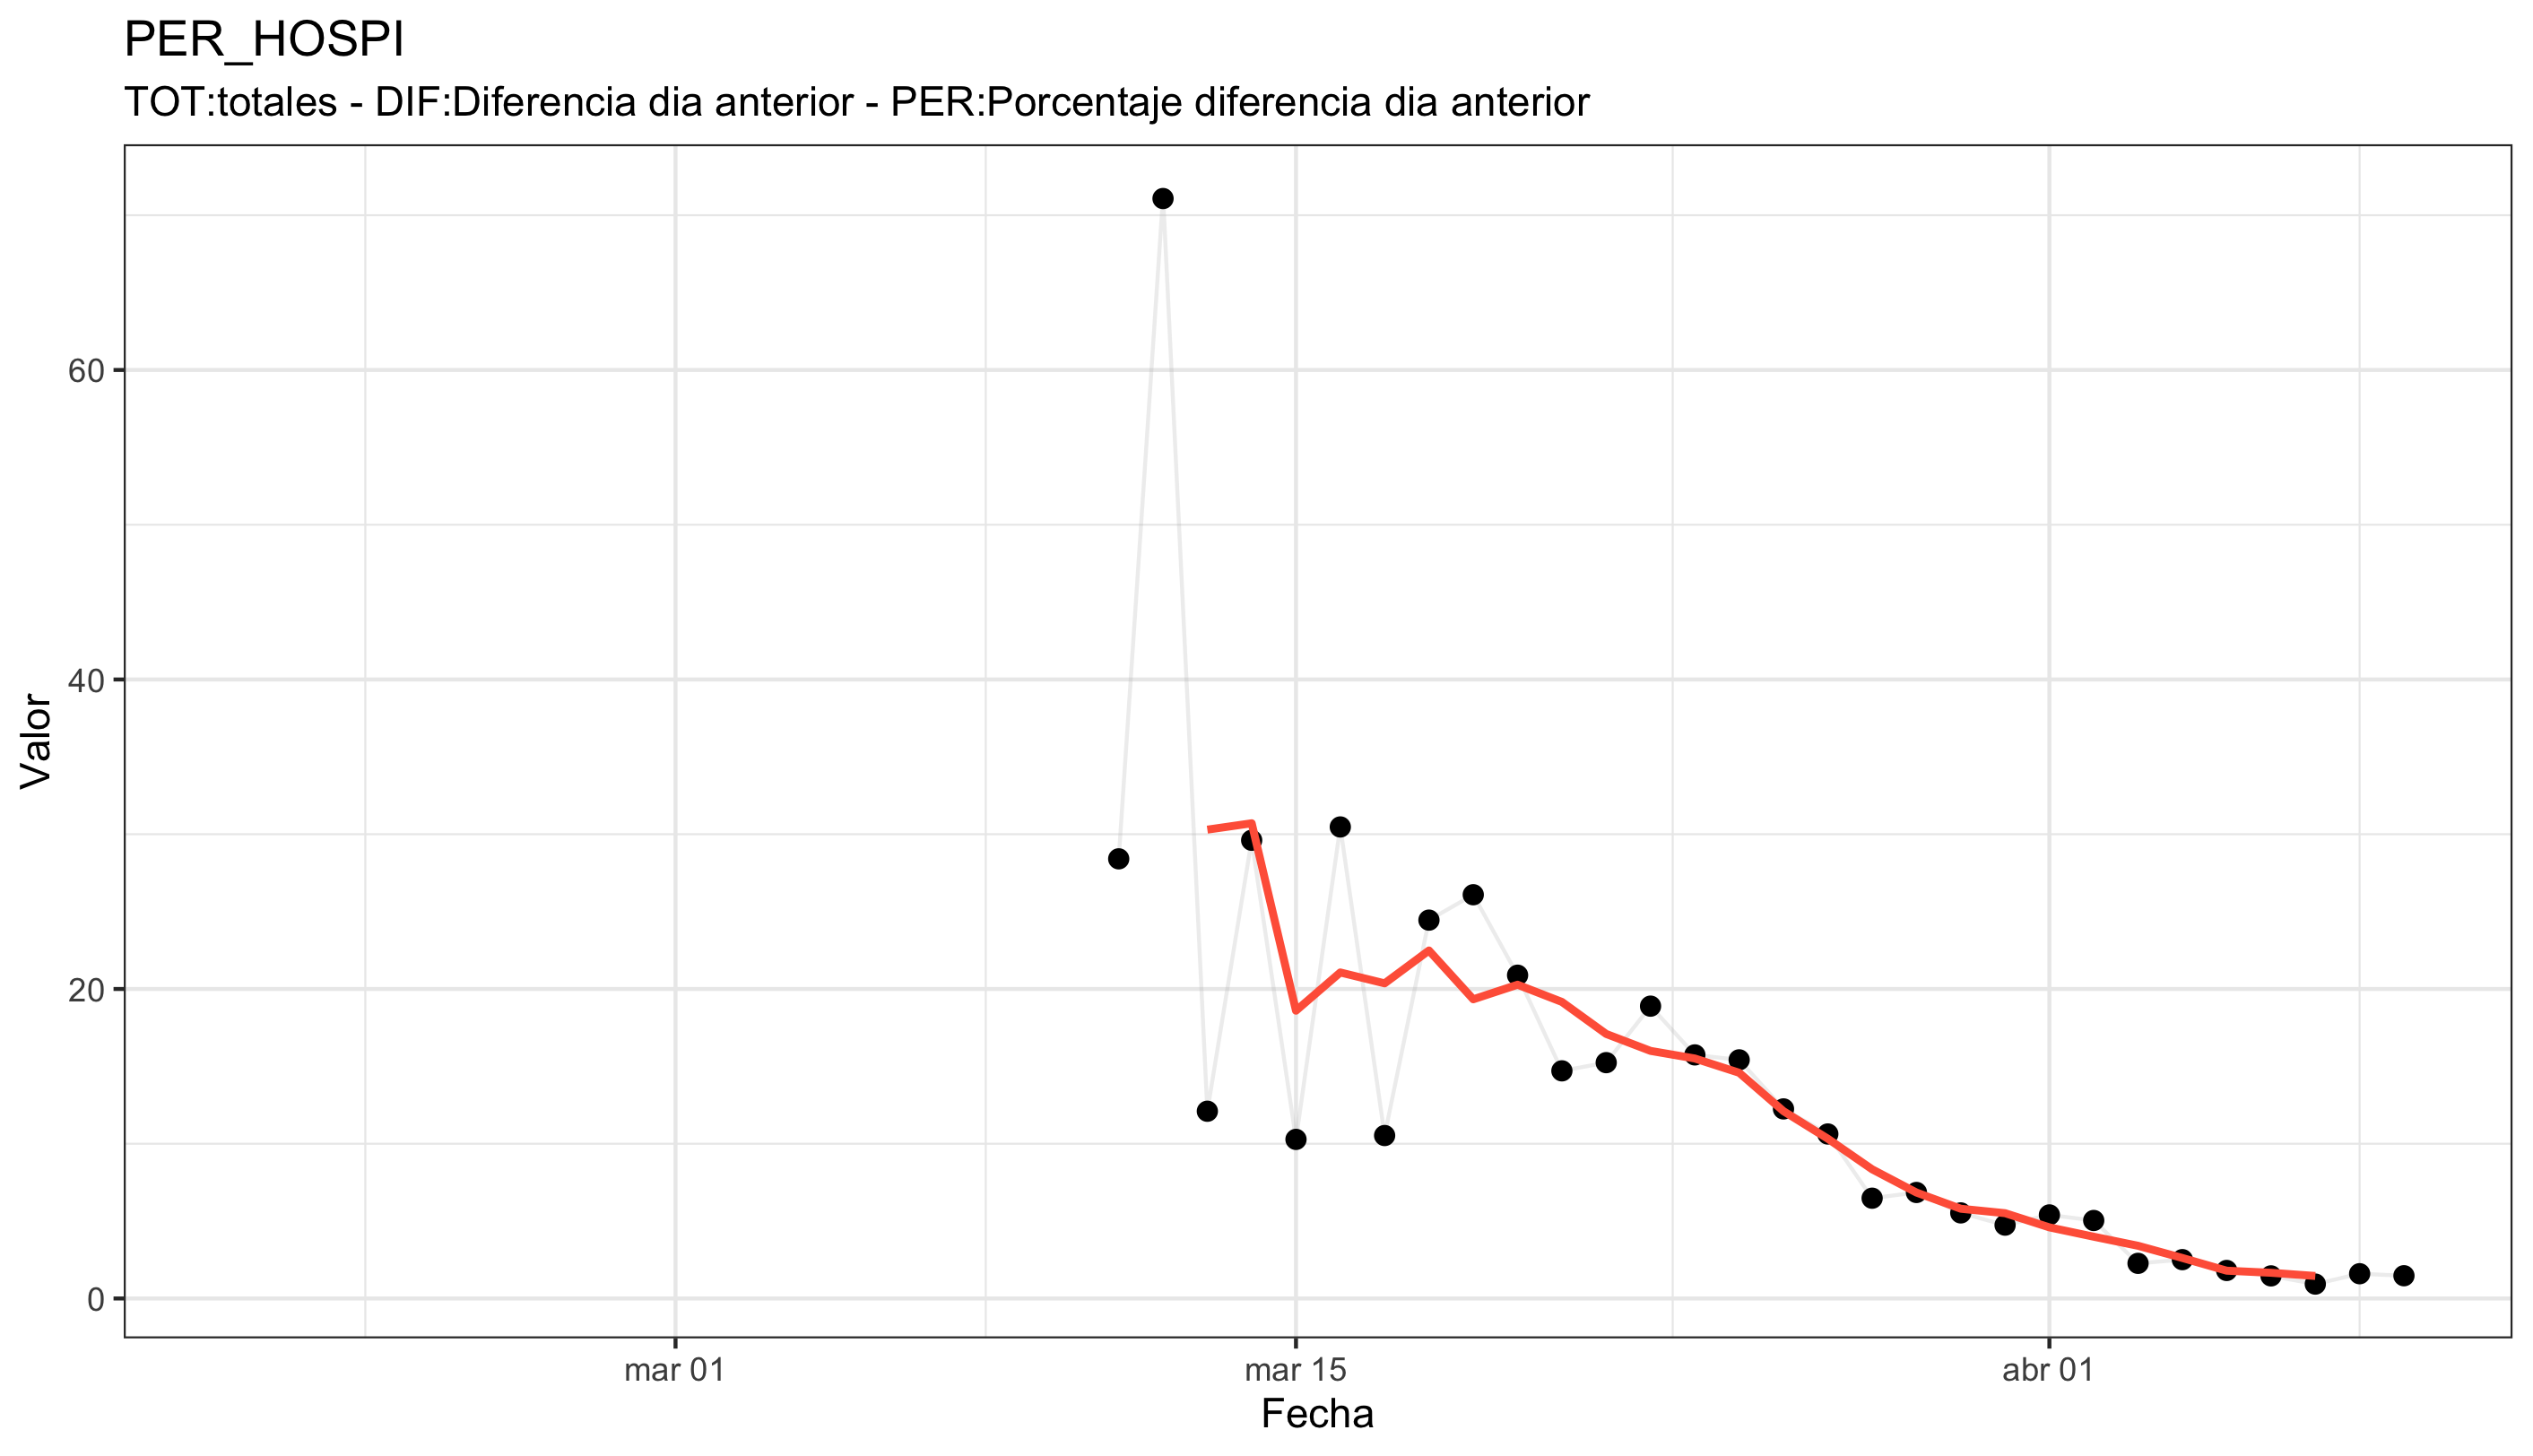 PER_HOSPI
TOT:totales - DIF:Diferencia dia anterior - PER:Porcentaje diferencia dia anterior
Valor
60
40
20
0
mar 01
mar 15
abr 01
Fecha